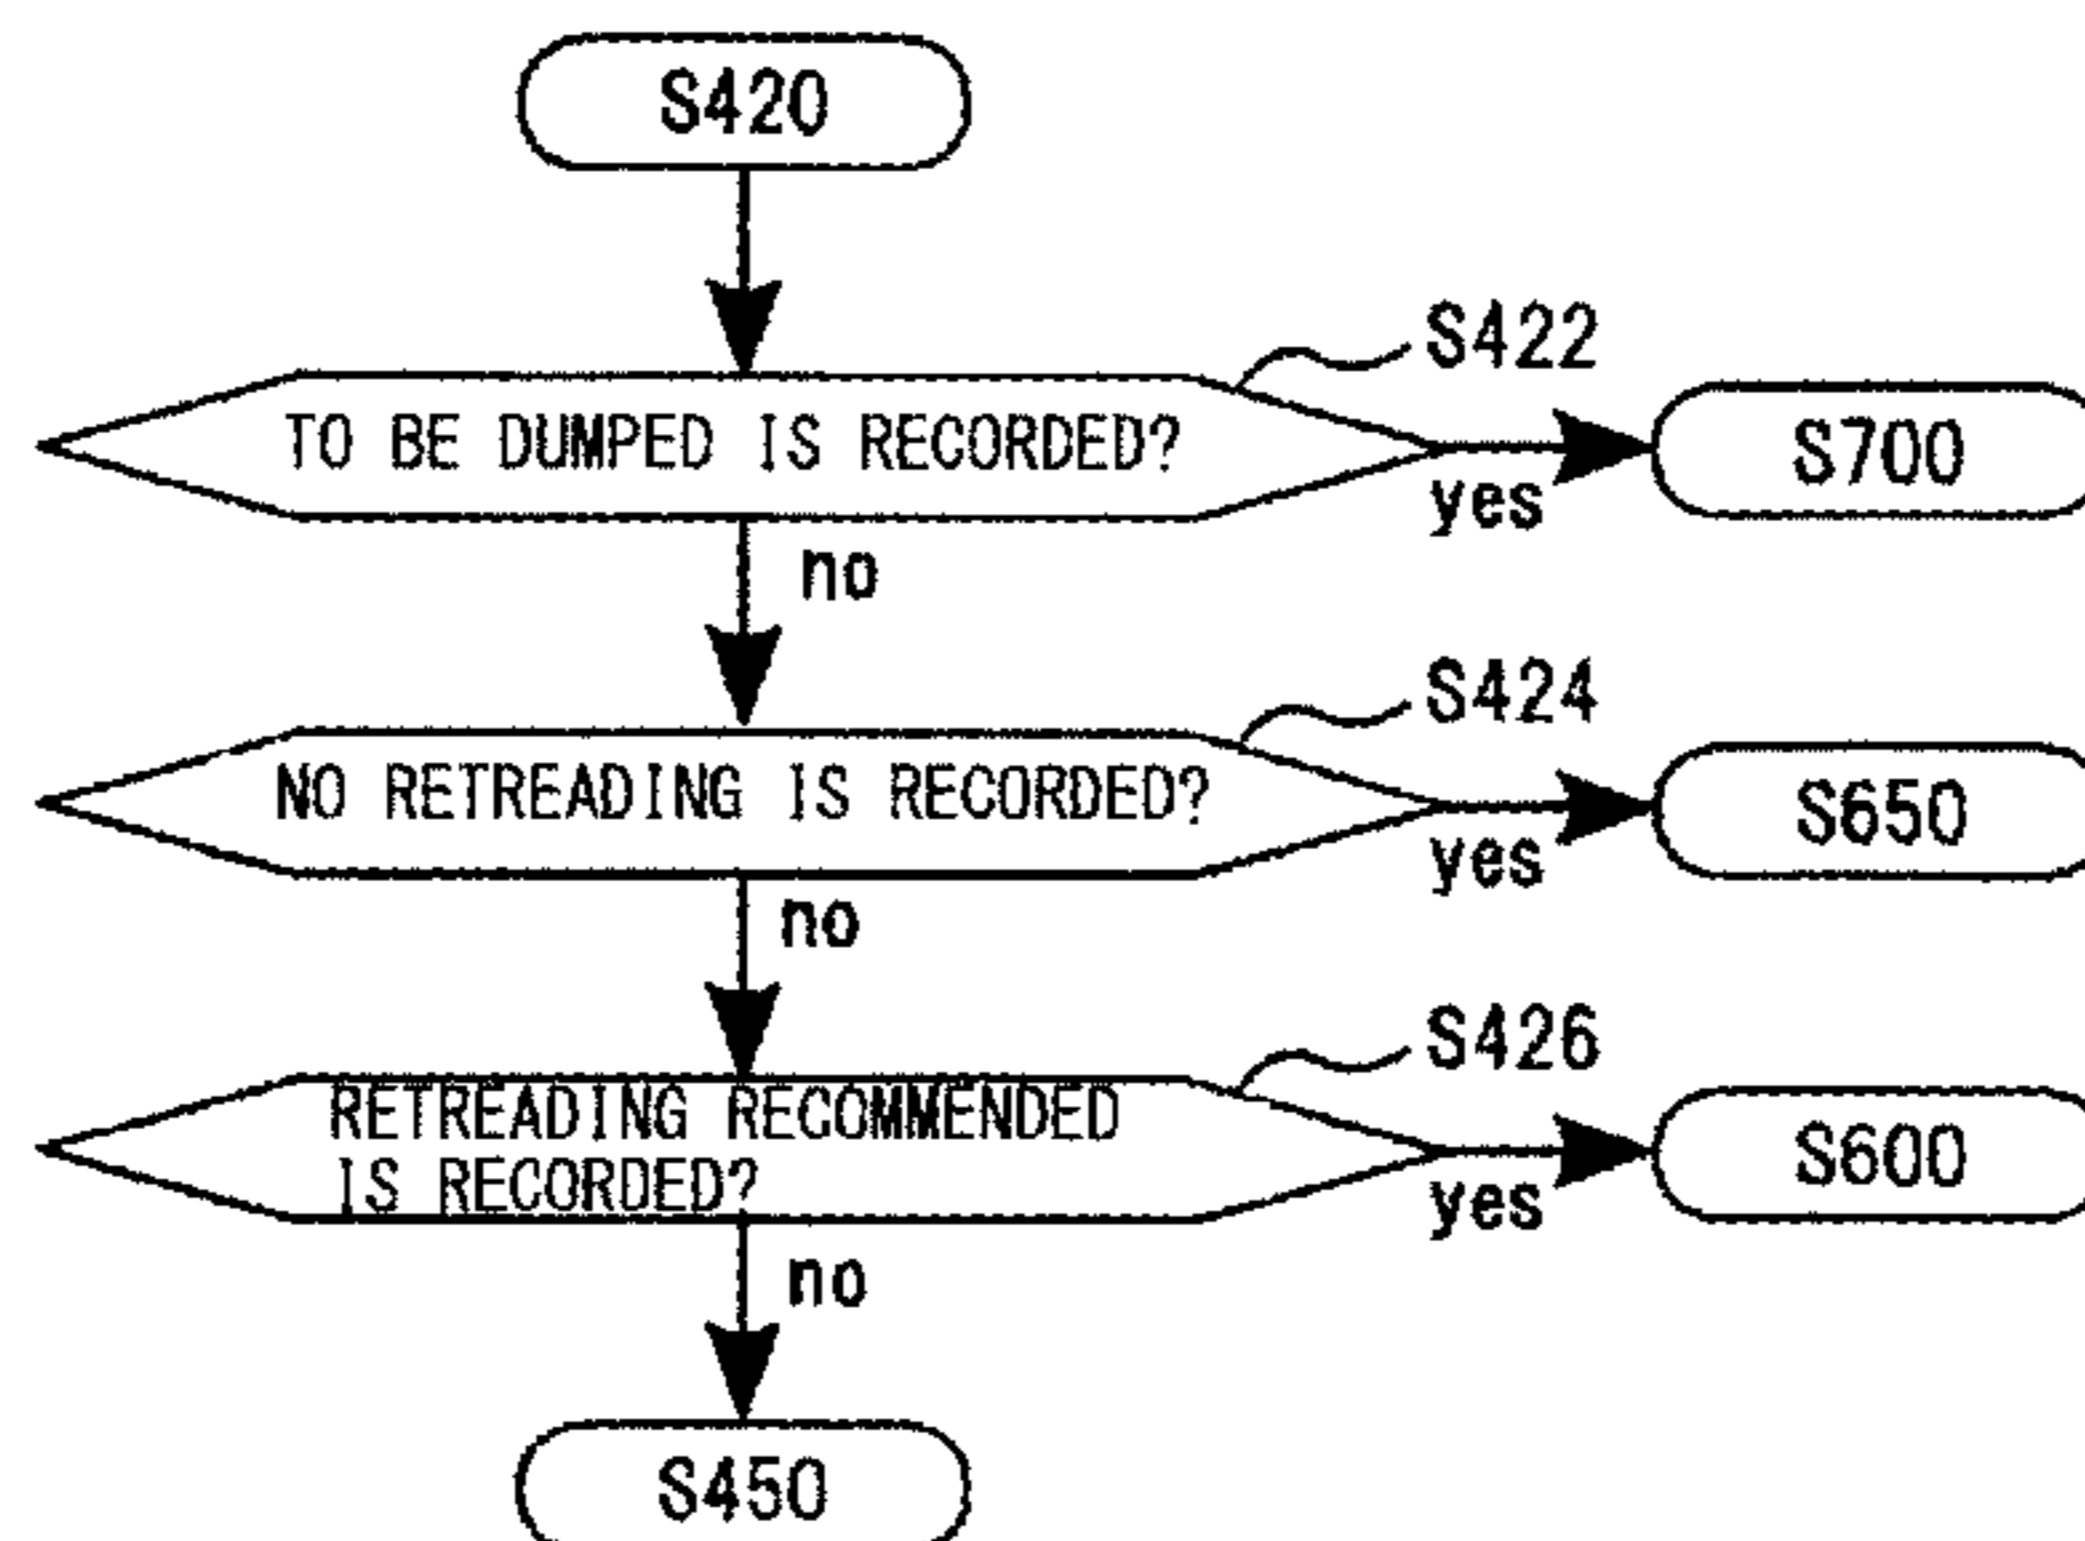 S420
S422
TO BE DUMPED IS RECORDED?
S700
yes
no
S424
NO RETREADING IS RECORDED?
S650
yes
no
S426
RETREADING RECOMMENDED
IS RECORDED?
S600
yes
no
S450